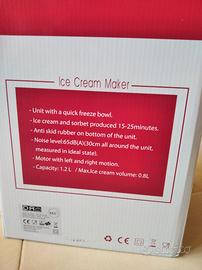 Ice Cream Maker
- Unit with a quick freeze bowl.
- Ice cream and sorbet produced 15-25minutes.
- Anti skid rubber on bottom of the unit.
- Noise level:65dB(A)(30cm all around the unit,
measured in ideal state).
- Motor with left and right motion.
- Capacity: 1.2 L / Max.Ice cream volume: 0.8L